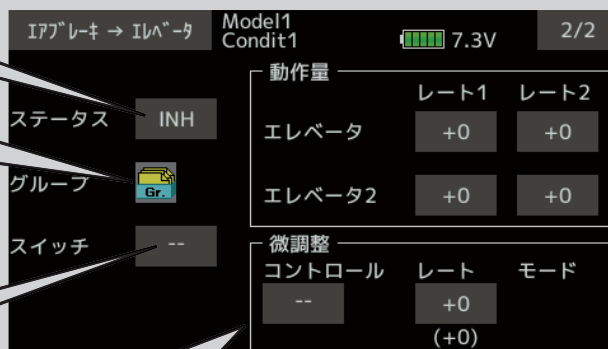 ｴｱﾌﾞﾚｰｷ → ｴﾚﾍﾞｰﾀ
Model1
Condit1
7.3V
2/2
ステータス
INH
グループ
Gr.
スイッチ
--
動作量
レート1 レート2
エレベータ +0 +0
エレベータ2 +0 +0
微調整
コントロール レート モード
-- +0
(+0)